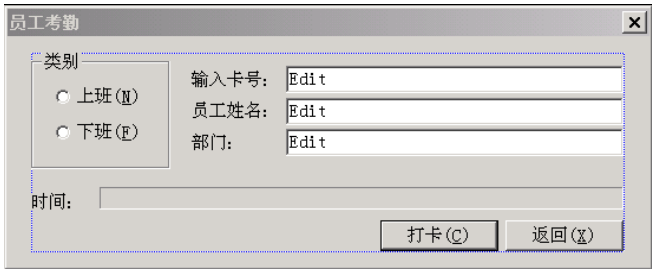 员工考勤
类别
上班(N)
下班(F)
输入卡号: Edit
员工姓名: Edit
部门: Edit
时间:
打卡(C) 返回(X)